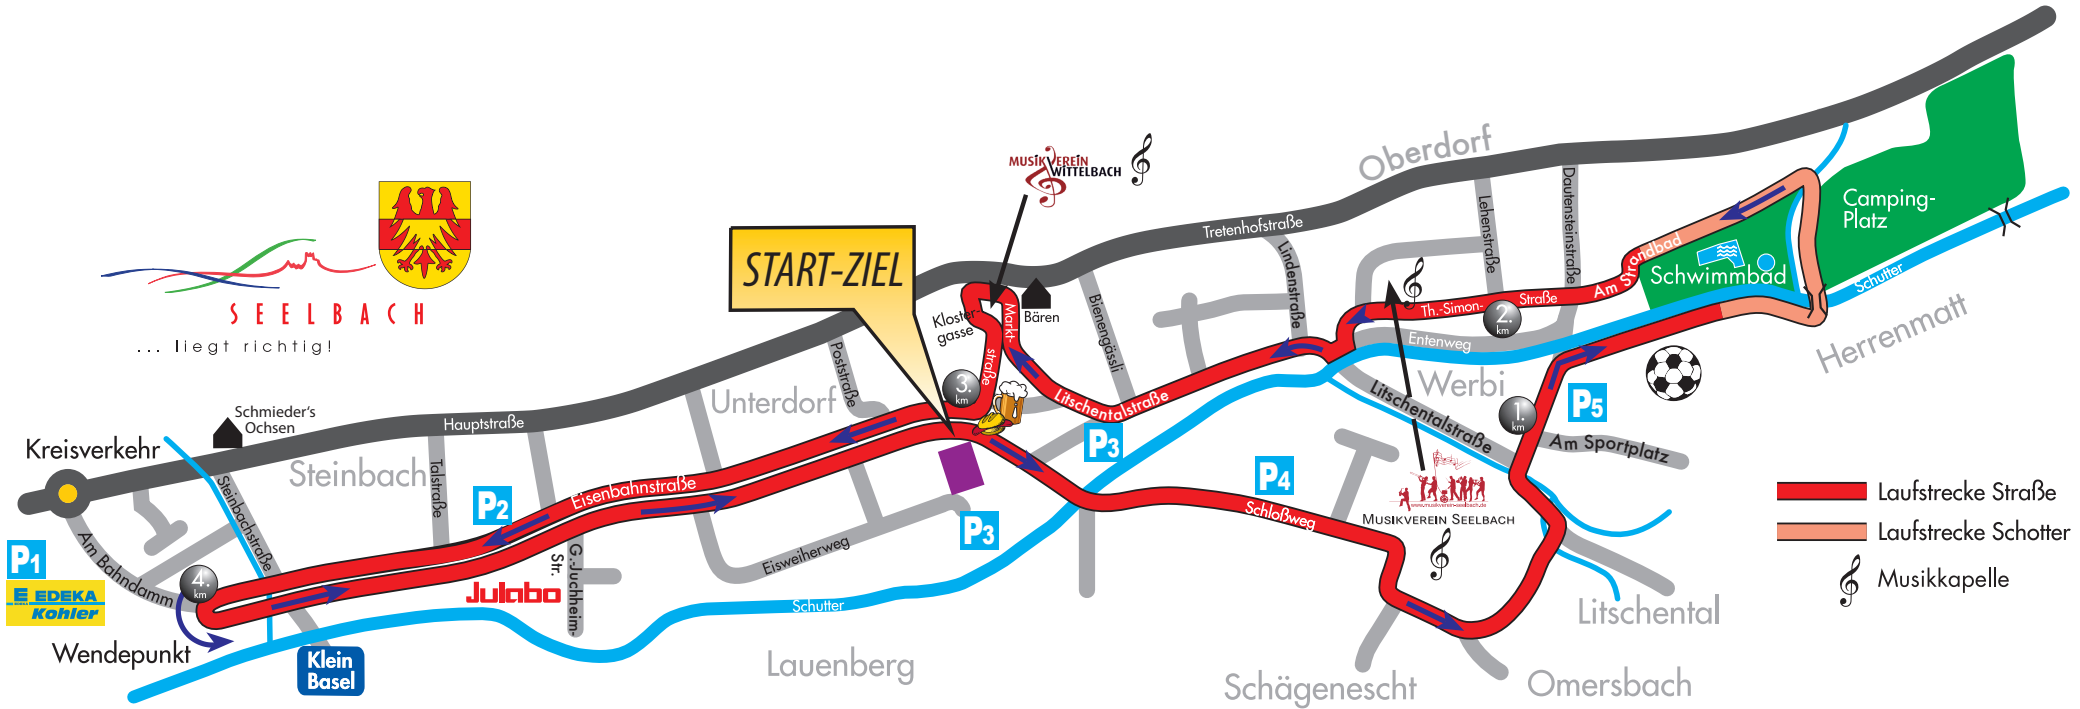 SEELBACH
... liegt richtig!
START-ZIEL
MUSIKVEREIN
WITTELBACH
Oberdorf
Camping-
Platz
Schwimmbad
Am Strandbad
Schutter
Herrenmatt
Tretenhofstraße
Lindenstraße
Lehenstraße
Dautensteinstraße
Th.-Simon-
Straße
2.
km
Entenweg
Werbi
Bären
Bienengässli
Kloster-
gasse
Markt-
straße
Litschentalstraße
3.
km
Poststraße
Unterdorf
Hauptstraße
Schmieder's
Ochsen
Kreisverkehr
Steinbach
Talstraße
Steinbachstraße
Am Bahndamm
P1
E EDEKA
Kohler
4.
km
Wendepunkt
Klein
Basel
P2
Eisenbahnstraße
Julabo
G.-Juchheim-
Str.
Eisweiherweg
P3
P3
Schutter
Lauenberg
P4
Schloßweg
Litschentalstraße
1.
km
P5
Am Sportplatz
www.musikverein-seelbach.de
MUSIKVEREIN SEELBACH
Litschental
Schägenescht
Omersbach
Laufstrecke Straße
Laufstrecke Schotter
Musikkapelle